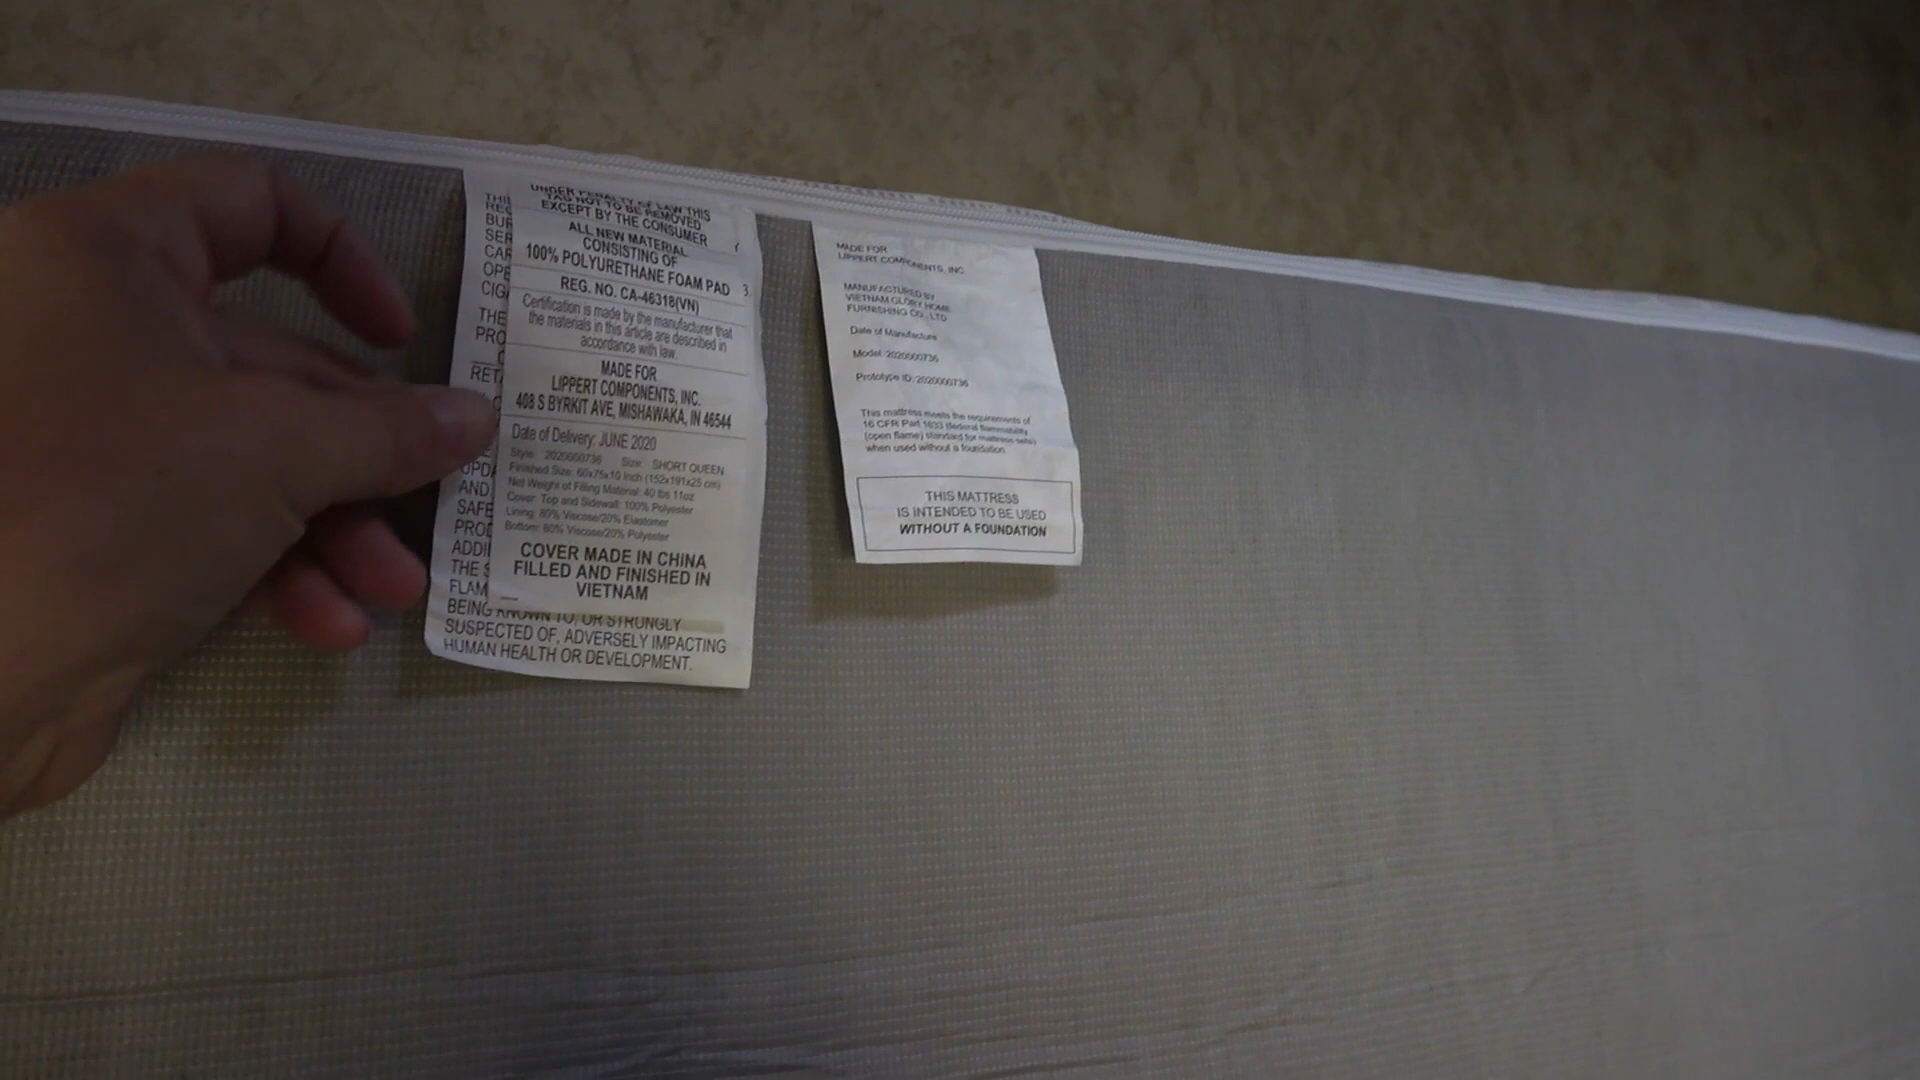 UNDER PENALTY OF LAW THIS
TAG NOT TO BE REMOVED
EXCEPT BY THE CONSUMER
ALL NEW MATERIAL
CONSISTING OF
100% POLYURETHANE FOAM PAD
REG. NO. CA-46318(VN)
Certification is made by the manufacturer that
the materials in this article are described in
accordance with law.
MADE FOR
LIPPERT COMPONENTS, INC.
408 S BYRKIT AVE, MISHAWAKA, IN 46544
Date of Delivery: JUNE 2020
Style: 2020000736 Size: SHORT QUEEN
Finished Size: 60x75x10 Inch (152x191x25 cm)
Net Weight of Filling Material: 40 lbs 11oz
Cover: Top and Sidewall: 100% Polyester
Lining: 80% Viscose/20% Elastomer
Bottom: 80% Viscose/20% Polyester
COVER MADE IN CHINA
FILLED AND FINISHED IN
VIETNAM
THE
AND
BEING KNOWN TO, OR STRONGLY
SUSPECTED OF, ADVERSELY IMPACTING
HUMAN HEALTH OR DEVELOPMENT.
MADE FOR
LIPPERT COMPONENTS, INC.
MANUFACTURED BY
VIETNAM GLORY HOME
FURNISHING CO., LTD
Date of Manufacture
Model: 2020000736
Prototype ID: 2020000736
This mattress meets the requirements of
16 CFR Part 1633 (federal flammability
(open flame) standard for mattress sets)
when used without a foundation.
THIS MATTRESS
IS INTENDED TO BE USED
WITHOUT A FOUNDATION